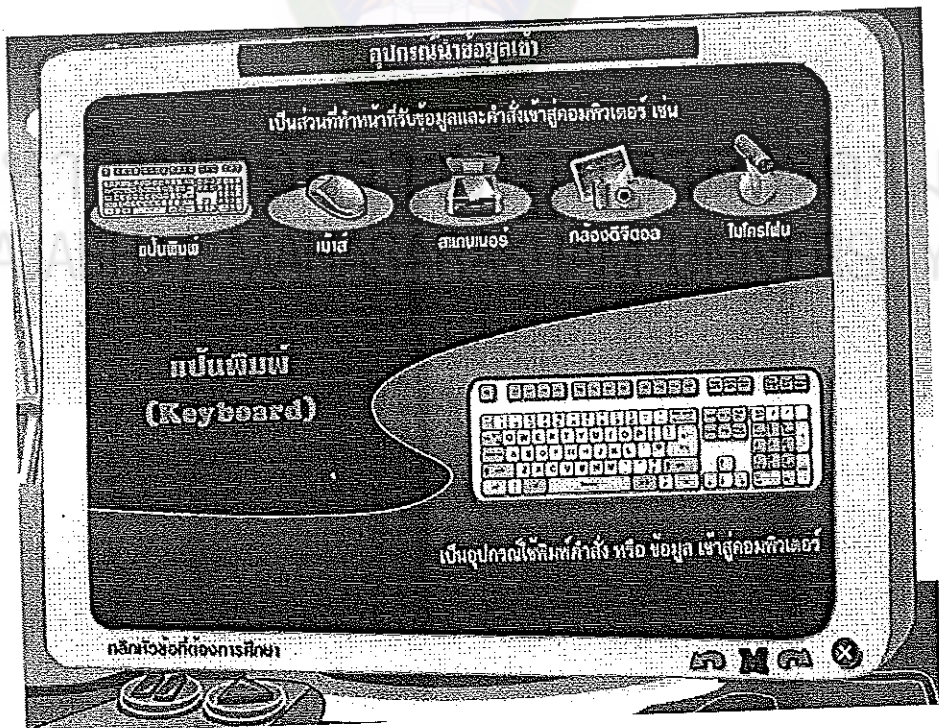 อุปกรณ์นำข้อมูลเข้า
เป็นส่วนที่ทำหน้าที่รับข้อมูลและคำสั่งเข้าสู่คอมพิวเตอร์ เช่น
แป้นพิมพ์ เม้าส์ สแกนเนอร์ กล้องดิจิตอล ไมโครโฟน
แป้นพิมพ์
(Keyboard)
เป็นอุปกรณ์ใช้พิมพ์คำสั่ง หรือ ข้อมูล เข้าสู่คอมพิวเตอร์
คลิกหัวข้อที่ต้องการศึกษา
M